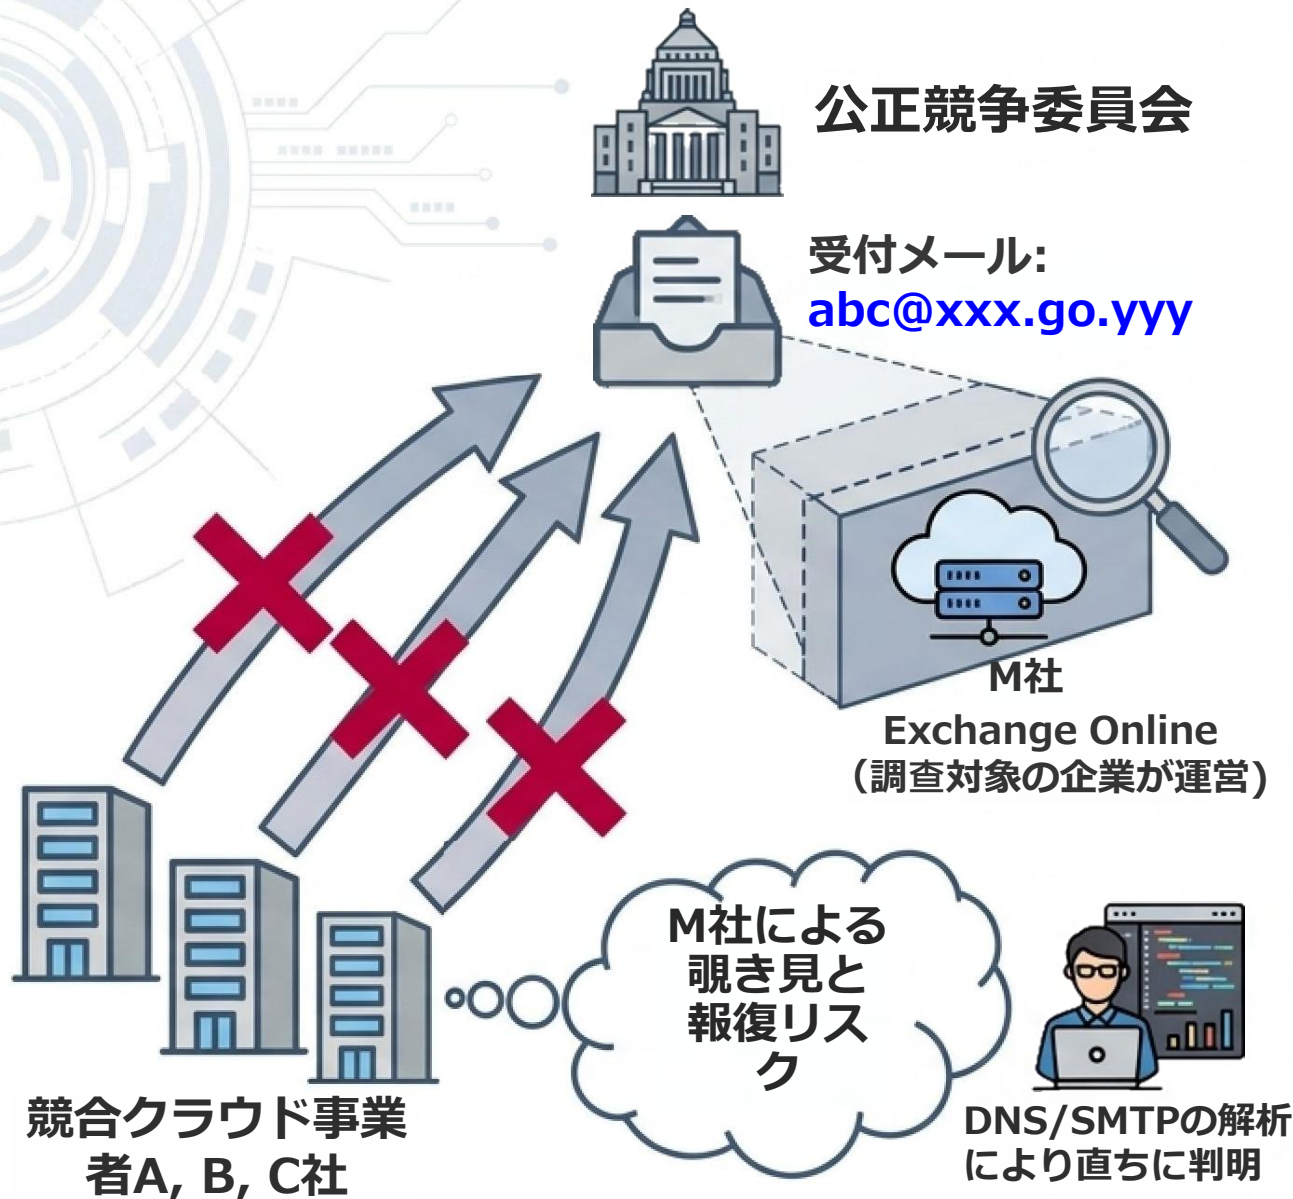 公正競争委員会
受付メール:
abc@xxx.go.yyy
M社
Exchange Online
（調査対象の企業が運営)
M社による
覗き見と
報復リス
ク
競合クラウド事業
者A, B, C社
DNS/SMTPの解析
により直ちに判明